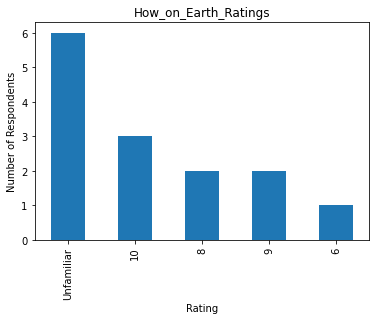 How_on_Earth_Ratings
6
5
4
3
2
1
0
Number of Respondents
Unfamiliar
10
8
9
6
Rating